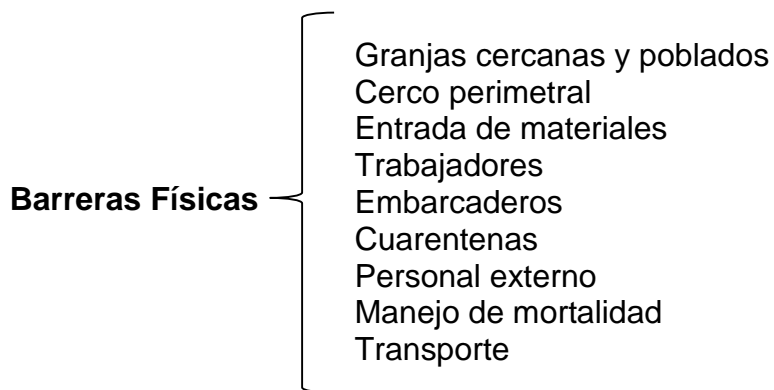 Barreras Físicas
Granjas cercanas y poblados
Cerco perimetral
Entrada de materiales
Trabajadores
Embarcaderos
Cuarentenas
Personal externo
Manejo de mortalidad
Transporte